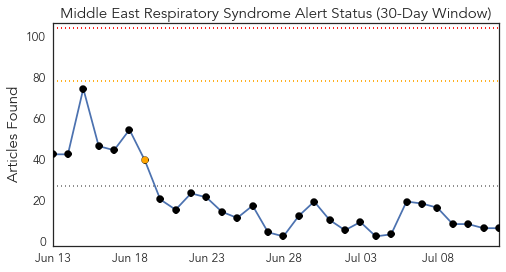 Middle East Respiratory Syndrome Alert Status (30-Day Window)
Articles Found
100
80
60
40
20
0
Jun 13 Jun 18 Jun 23 Jun 28 Jul 03 Jul 08